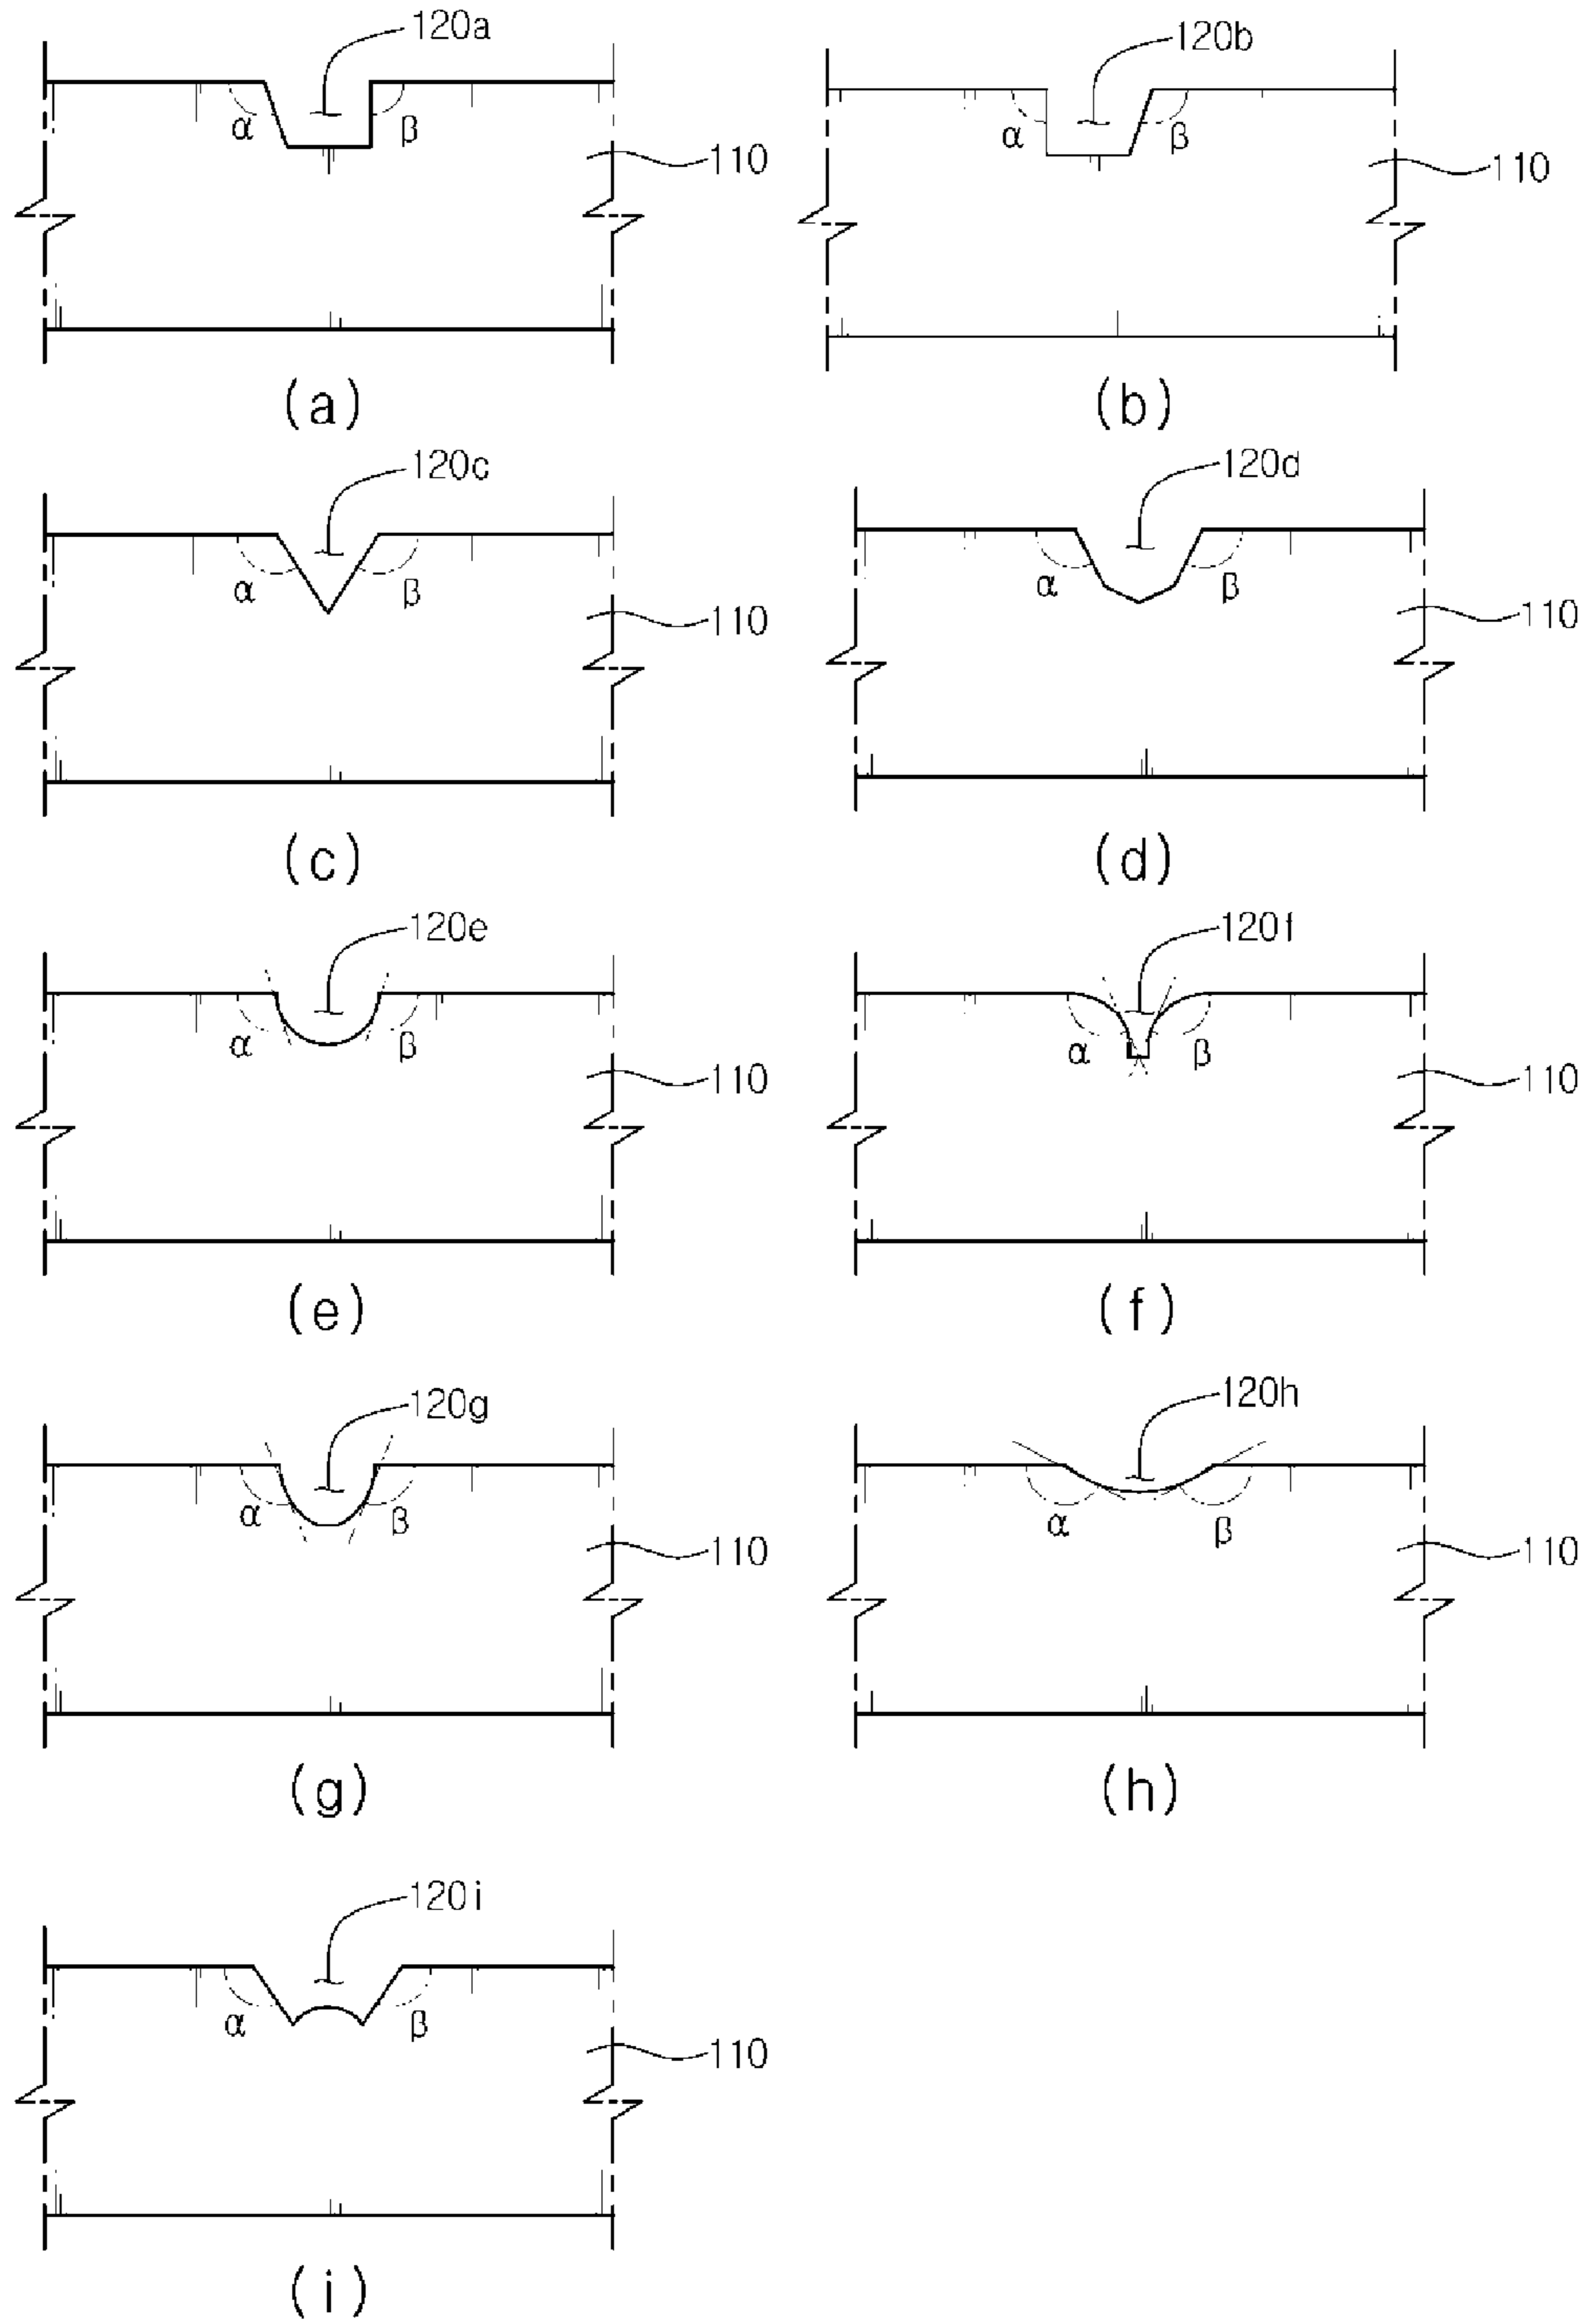 120a
α β
110
(a)
120b
α β
110
(b)
120c
α β
110
(c)
120d
α β
110
(d)
120e
α β
110
(e)
120f
α β
110
(f)
120g
α β
110
(g)
120h
α β
110
(h)
120i
α β
110
(i)